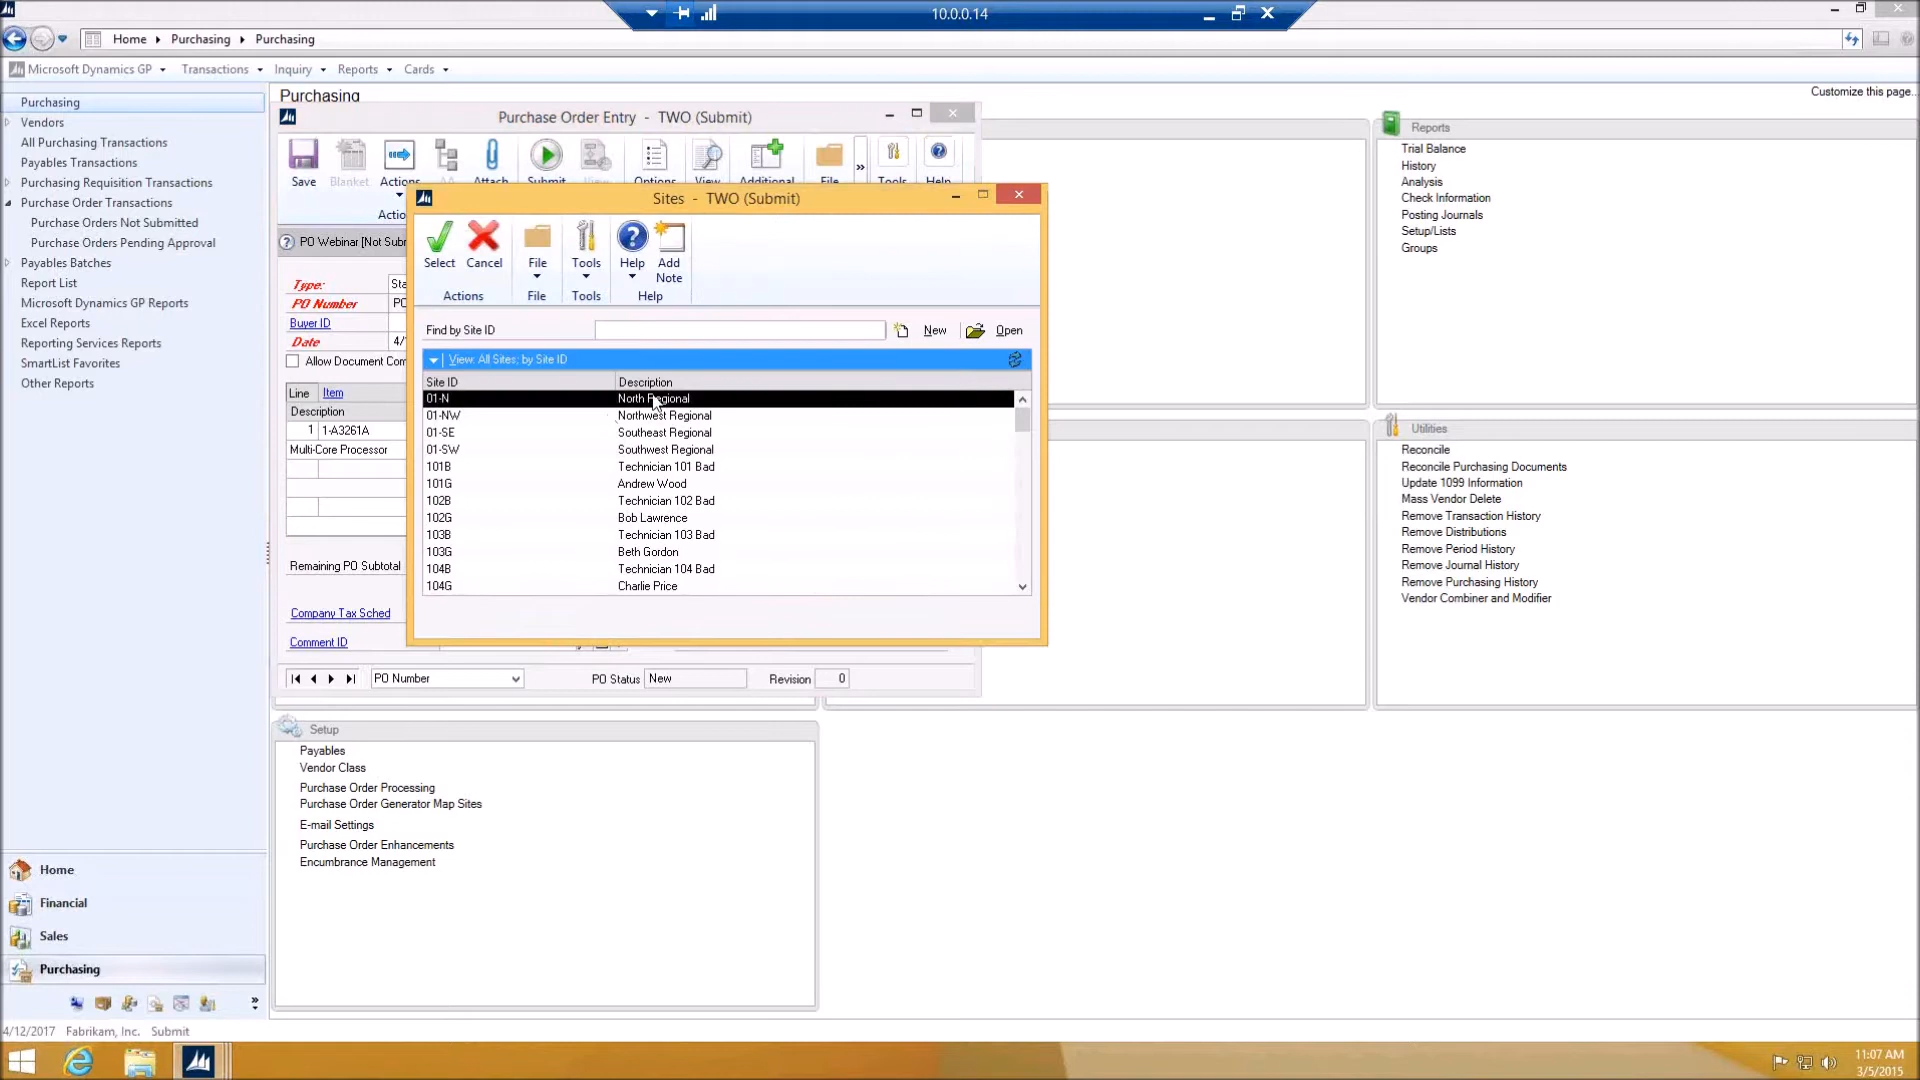 10.0.0.14
Home Purchasing Purchasing
Microsoft Dynamics GP Transactions Inquiry Reports Cards
Purchasing
Customize this page...
Purchasing
Vendors
All Purchasing Transactions
Payables Transactions
Purchasing Requisition Transactions
Purchase Order Transactions
Purchase Orders Not Submitted
Purchase Orders Pending Approval
Payables Batches
Report List
Microsoft Dynamics GP Reports
Excel Reports
Reporting Services Reports
SmartList Favorites
Other Reports
Home
Financial
Sales
Purchasing
Purchase Order Entry - TWO (Submit)
Save Blanket Actions Attach Submit Options View Additional File Tools Help
PO Webinar [Not Subm
Type: Sta
PO Number PO
Buyer ID
Date 4/
Allow Document Com
Line Item
Description
1 1-A3261A
Multi-Core Processor
Remaining PO Subtotal
Company Tax Sched
Comment ID
PO Number PO Status New Revision 0
Sites - TWO (Submit)
Select Cancel File Tools Help Add Note
Actions File Tools Help
Find by Site ID New Open
View: All Sites; by Site ID
Site ID Description
01-N North Regional
01-NW Northwest Regional
01-SE Southeast Regional
01-SW Southwest Regional
101B Technician 101 Bad
101G Andrew Wood
102B Technician 102 Bad
102G Bob Lawrence
103B Technician 103 Bad
103G Beth Gordon
104B Technician 104 Bad
104G Charlie Price
Reports
Trial Balance
History
Analysis
Check Information
Posting Journals
Setup/Lists
Groups
Utilities
Reconcile
Reconcile Purchasing Documents
Update 1099 Information
Mass Vendor Delete
Remove Transaction History
Remove Distributions
Remove Period History
Remove Journal History
Remove Purchasing History
Vendor Combiner and Modifier
Setup
Payables
Vendor Class
Purchase Order Processing
Purchase Order Generator Map Sites
E-mail Settings
Purchase Order Enhancements
Encumbrance Management
4/12/2017 Fabrikam, Inc. Submit
11:07 AM
3/5/2015